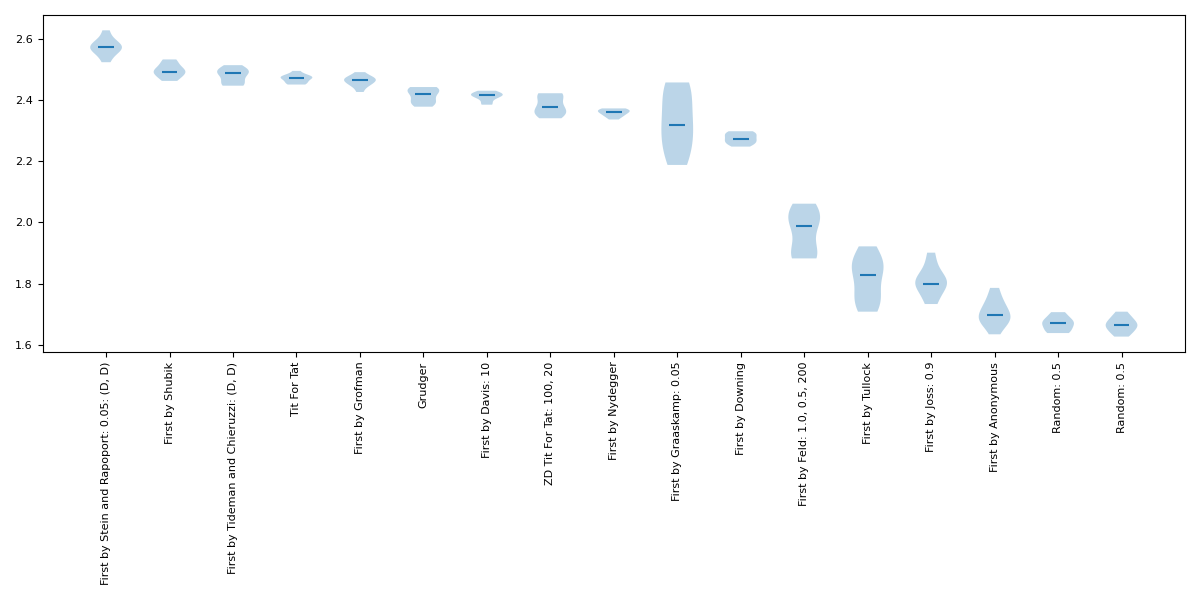 2.6
2.4
2.2
2.0
1.8
1.6
First by Stein and Rapoport: 0.05: (D, D)
First by Shubik
First by Tideman and Chieruzzi: (D, D)
Tit For Tat
First by Grofman
Grudger
First by Davis: 10
ZD Tit For Tat: 100, 20
First by Nydegger
First by Graaskamp: 0.05
First by Downing
First by Feld: 1.0, 0.5, 200
First by Tullock
First by Joss: 0.9
First by Anonymous
Random: 0.5
Random: 0.5